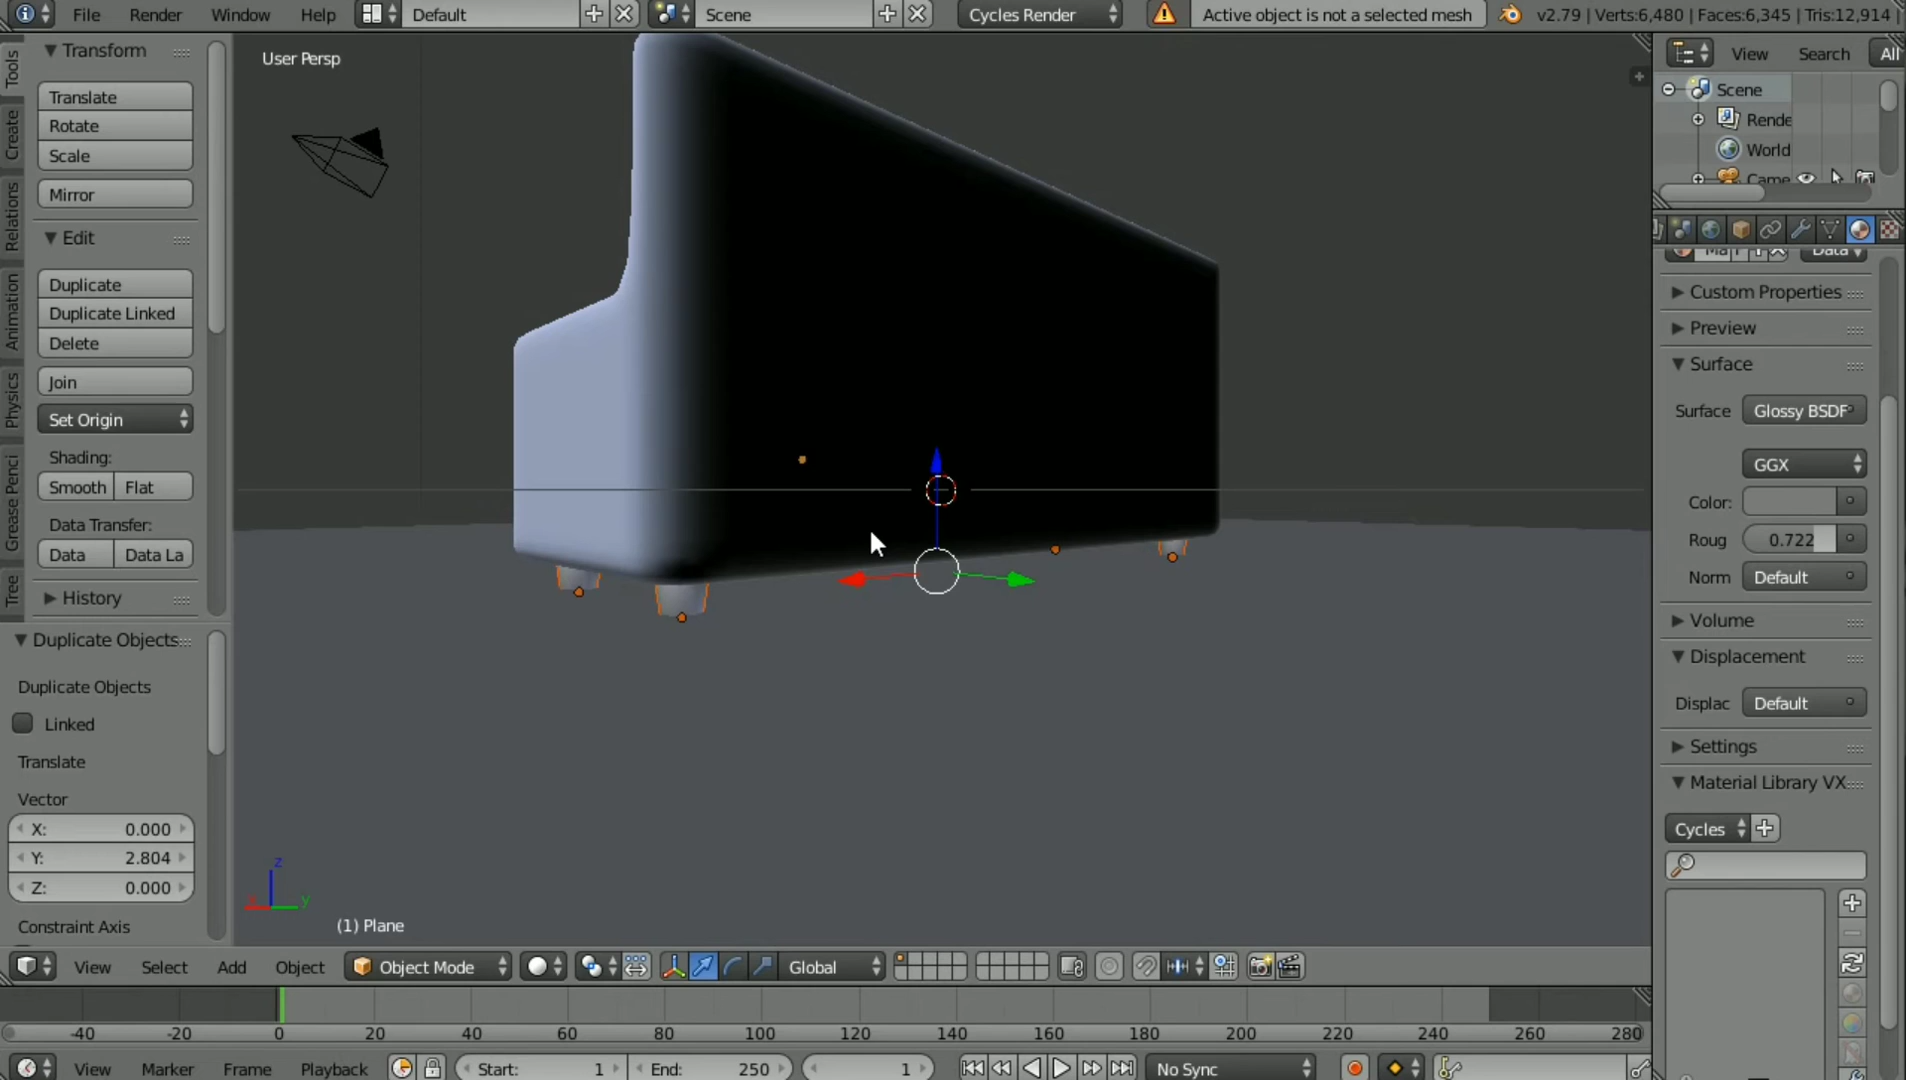 File Render Window Help Default Scene Cycles Render Active object is not a selected mesh v2.79 | Verts:6,480 | Faces:6,345 | Tris:12,914
Tools
Create
Relations
Animation
Physics
Grease Penci
Tree
Transform
Translate
Rotate
Scale
Mirror
Edit
Duplicate
Duplicate Linked
Delete
Join
Set Origin
Shading:
Smooth Flat
Data Transfer:
Data Data La
History
Duplicate Objects
Duplicate Objects
Linked
Translate
Vector
X: 0.000
Y: 2.804
Z: 0.000
Constraint Axis
User Persp
z
x y
(1) Plane
View Search All
Scene
Rende
World
Came
Data
Custom Properties
Preview
Surface
Surface Glossy BSDF
GGX
Color:
Roug 0.722
Norm Default
Volume
Displacement
Displac Default
Settings
Material Library VX
Cycles
View Select Add Object Object Mode Global
-40 -20 0 20 40 60 80 100 120 140 160 180 200 220 240 260 280
View Marker Frame Playback Start: 1 End: 250 1 No Sync